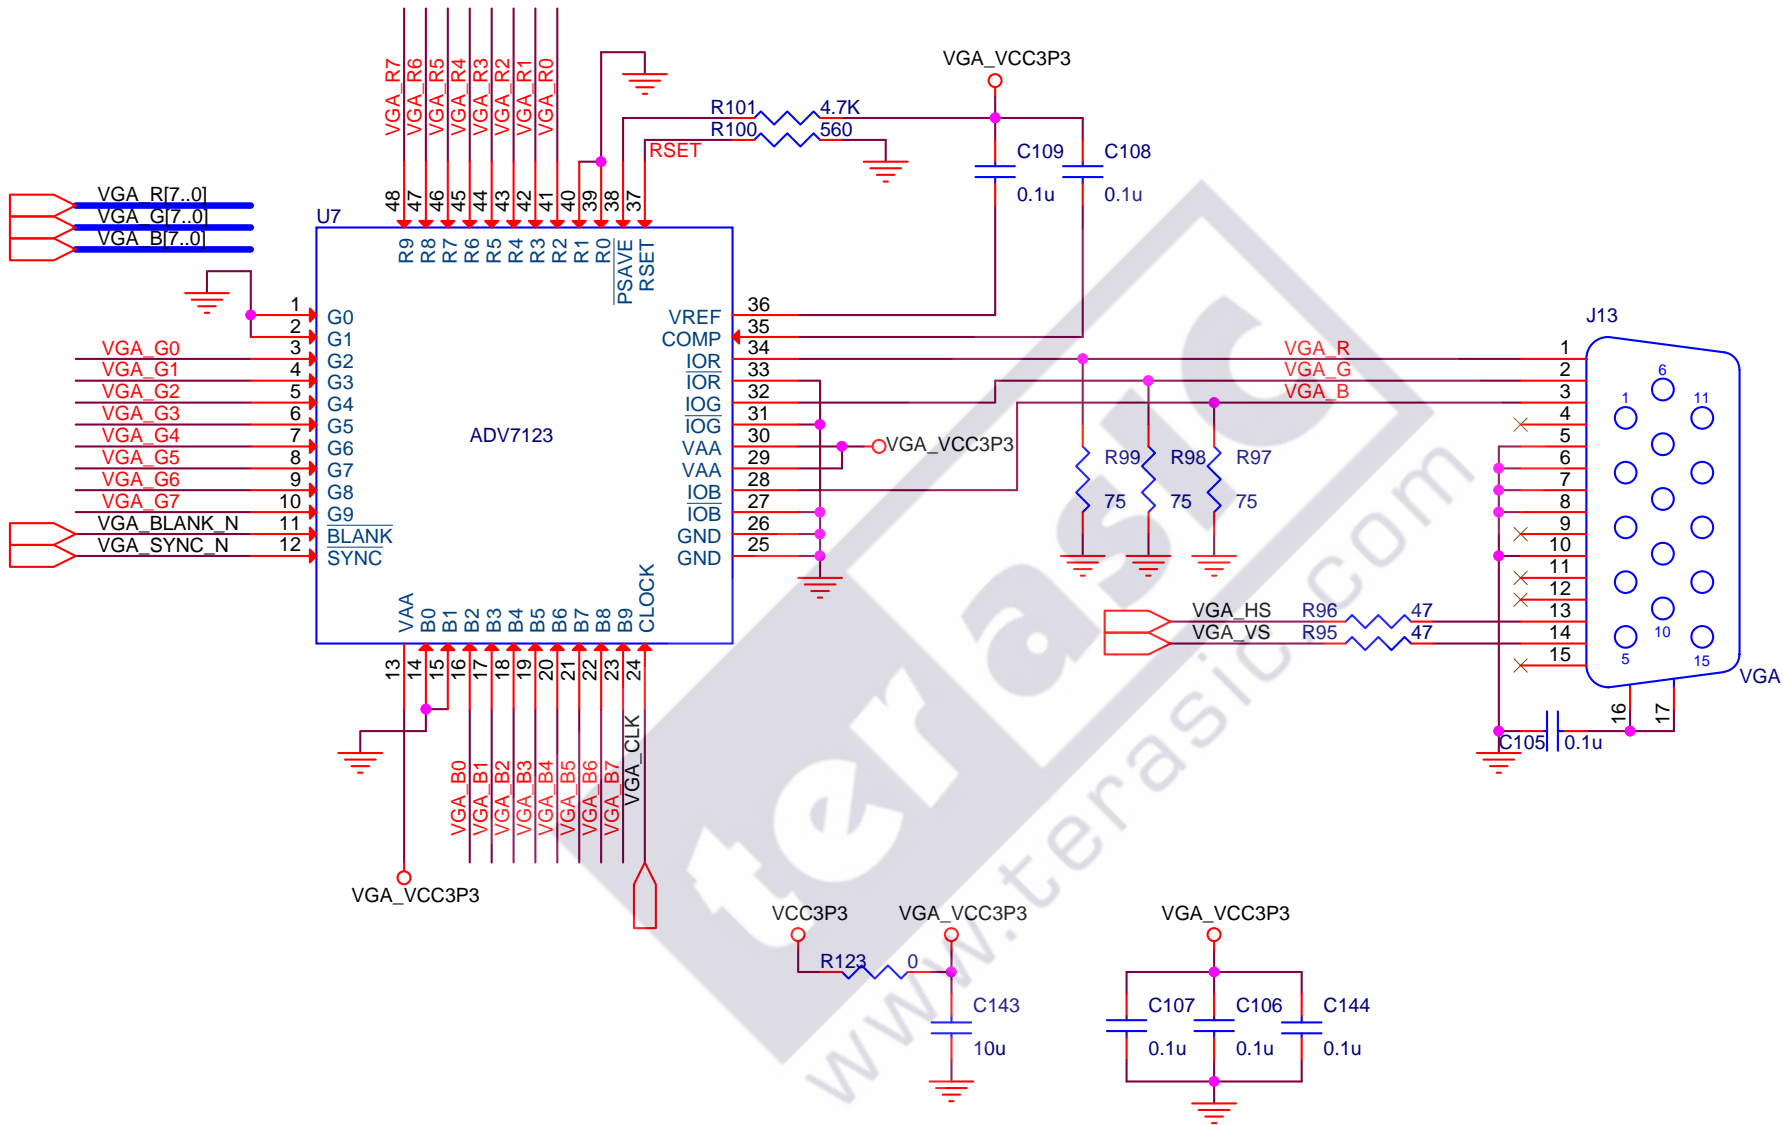 VGA_R7
VGA_R6
VGA_R5
VGA_R4
VGA_R3
VGA_R2
VGA_R1
VGA_R0
VGA_VCC3P3
R101 4.7K
R100 560
RSET
C109
0.1u
C108
0.1u
VGA_R[7..0]
VGA_G[7..0]
VGA_B[7..0]
U7
48
47
46
45
44
43
42
41
40
39
38
37
R9
R8
R7
R6
R5
R4
R3
R2
R1
R0
PSAVE
RSET
1 G0
2 G1
VGA_G0 3 G2
VGA_G1 4 G3
VGA_G2 5 G4
VGA_G3 6 G5
VGA_G4 7 G6
VGA_G5 8 G7
VGA_G6 9 G8
VGA_G7 10 G9
VGA_BLANK_N 11 BLANK
VGA_SYNC_N 12 SYNC
ADV7123
VREF 36
COMP 35
IOR 34
IOR 33
IOG 32
IOG 31
VAA 30
VAA 29
IOB 28
IOB 27
GND 26
GND 25
VGA_VCC3P3
VGA_R
VGA_G
VGA_B
R99
75
R98
75
R97
75
J13
1
2
3
4
5
6
7
8
9
10
11
12
13
14
15
6
1
11
10
5
15
VGA
16
17
VGA_HS R96 47
VGA_VS R95 47
C105 0.1u
VAA
B0
B1
B2
B3
B4
B5
B6
B7
B8
B9
CLOCK
13
14
15
16
17
18
19
20
21
22
23
24
VGA_B0
VGA_B1
VGA_B2
VGA_B3
VGA_B4
VGA_B5
VGA_B6
VGA_B7
VGA_CLK
VGA_VCC3P3
VCC3P3
VGA_VCC3P3
R123 0
C143
10u
VGA_VCC3P3
C107
0.1u
C106
0.1u
C144
0.1u
terasic
www.terasic.com